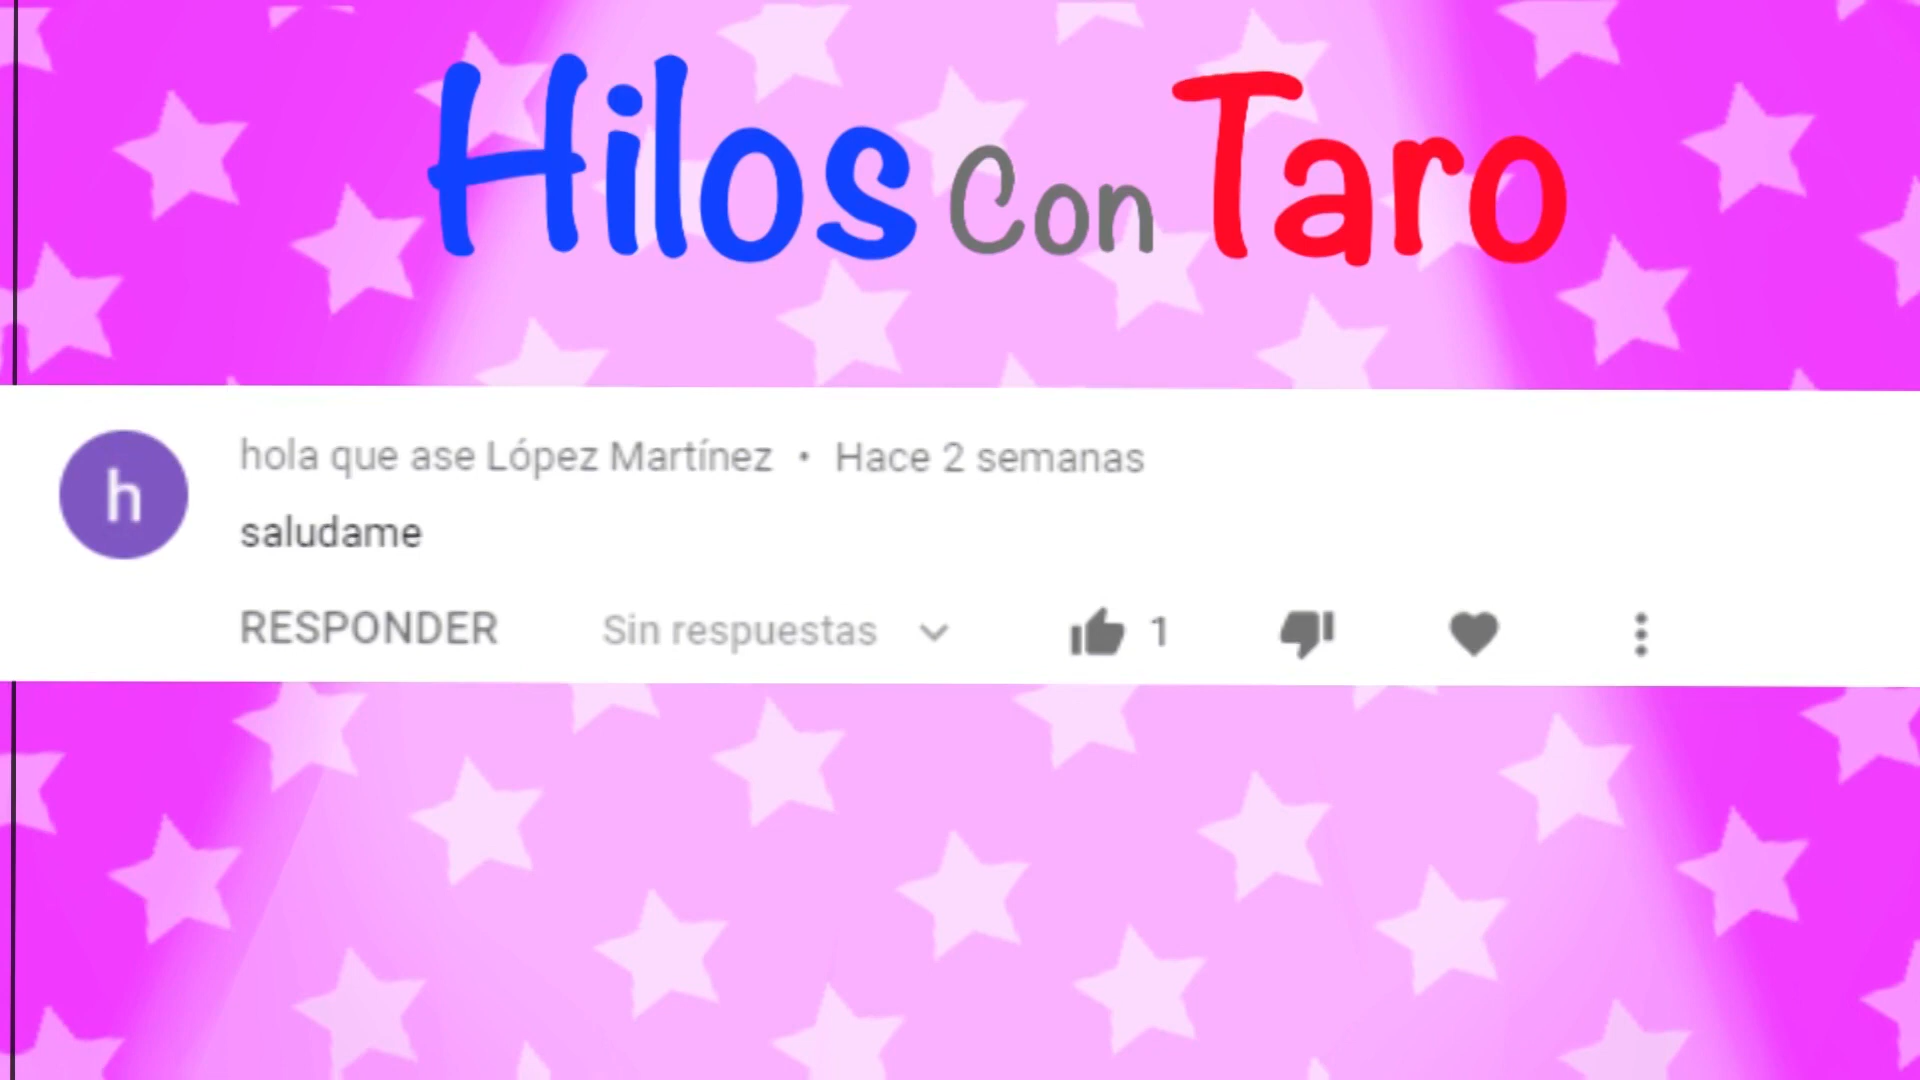 Hilos Con Taro
h
hola que ase López Martínez • Hace 2 semanas
saludame
RESPONDER Sin respuestas 1